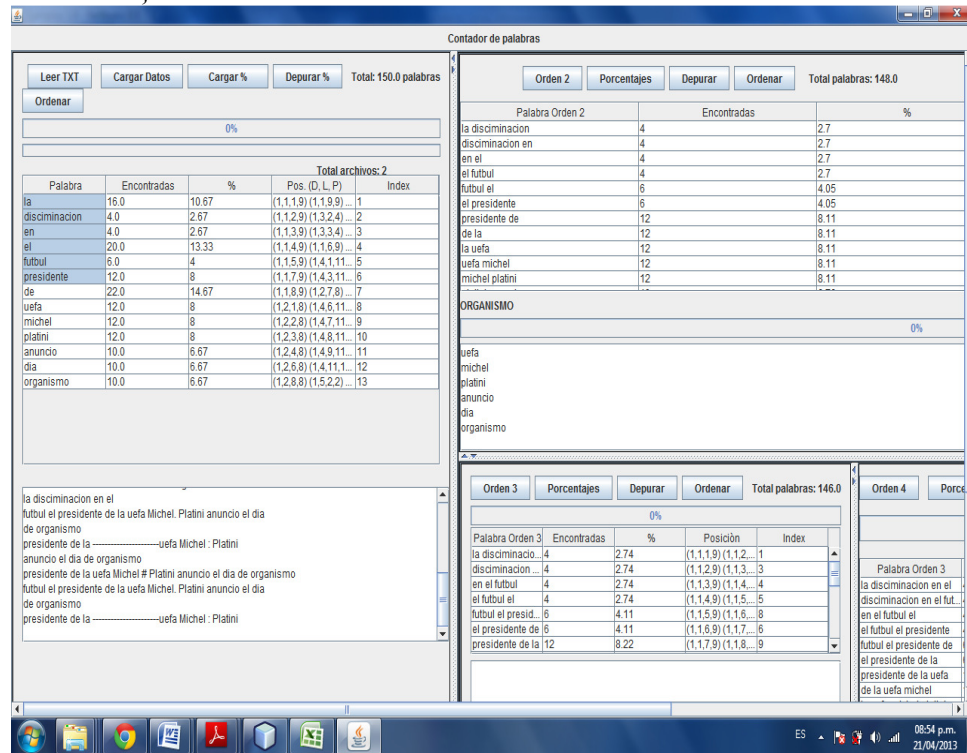 Contador de palabras
Leer TXT Cargar Datos Cargar % Depurar % Total: 150.0 palabras
Ordenar
0%
Total archivos: 2
Palabra Encontradas % Pos. (D, L, P) Index
la 16.0 10.67 (1,1,1,9) (1,1,9,9) ... 1
disciminacion 4.0 2.67 (1,1,2,9) (1,3,2,4) ... 2
en 4.0 2.67 (1,1,3,9) (1,3,3,4) ... 3
el 20.0 13.33 (1,1,4,9) (1,1,6,9) ... 4
futbul 6.0 4 (1,1,5,9) (1,4,1,11... 5
presidente 12.0 8 (1,1,7,9) (1,4,3,11... 6
de 22.0 14.67 (1,1,8,9) (1,2,7,8) ... 7
uefa 12.0 8 (1,2,1,8) (1,4,6,11... 8
michel 12.0 8 (1,2,2,8) (1,4,7,11... 9
platini 12.0 8 (1,2,3,8) (1,4,8,11... 10
anuncio 10.0 6.67 (1,2,4,8) (1,4,9,11... 11
dia 10.0 6.67 (1,2,6,8) (1,4,11,1... 12
organismo 10.0 6.67 (1,2,8,8) (1,5,2,2) ... 13
la disciminacion en el
futbul el presidente de la uefa Michel. Platini anuncio el dia
de organismo
presidente de la ----------------------uefa Michel : Platini
anuncio el dia de organismo
presidente de la uefa Michel # Platini anuncio el dia de organismo
futbul el presidente de la uefa Michel. Platini anuncio el dia
de organismo
presidente de la ----------------------uefa Michel : Platini
Orden 2 Porcentajes Depurar Ordenar Total palabras: 148.0
Palabra Orden 2 Encontradas %
la disciminacion 4 2.7
disciminacion en 4 2.7
en el 4 2.7
el futbul 4 2.7
futbul el 6 4.05
el presidente 6 4.05
presidente de 12 8.11
de la 12 8.11
la uefa 12 8.11
uefa michel 12 8.11
michel platini 12 8.11
ORGANISMO
0%
uefa
michel
platini
anuncio
dia
organismo
Orden 3 Porcentajes Depurar Ordenar Total palabras: 146.0
0%
Palabra Orden 3 Encontradas % Posiciòn Index
la disciminacio... 4 2.74 (1,1,1,9) (1,1,2,... 1
disciminacion ... 4 2.74 (1,1,2,9) (1,1,3,... 3
en el futbul 4 2.74 (1,1,3,9) (1,1,4,... 4
el futbul el 4 2.74 (1,1,4,9) (1,1,5,... 5
futbul el presid... 6 4.11 (1,1,5,9) (1,1,6,... 8
el presidente de 6 4.11 (1,1,6,9) (1,1,7,... 6
presidente de la 12 8.22 (1,1,7,9) (1,1,8,... 9
Orden 4 Porce
Palabra Orden 3
la disciminacion en el
disciminacion en el fut...
en el futbul el
el futbul el presidente
futbul el presidente de
el presidente de la
presidente de la uefa
de la uefa michel
ES 08:54 p.m.
21/04/2013